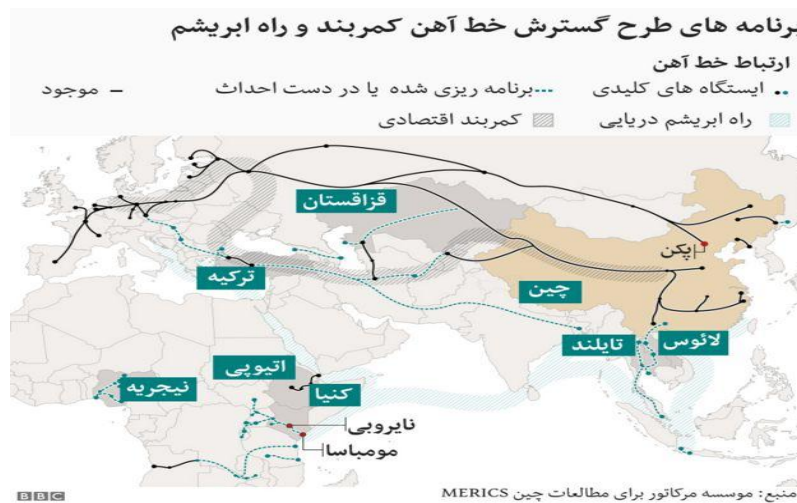 برنامه های طرح گسترش خط آهن کمربند و راه ابریشم
ارتباط خط آهن
ایستگاه های کلیدی
برنامه ریزی شده یا در دست احداث
موجود
راه ابریشم دریایی
کمربند اقتصادی
قزاقستان
پکن
ترکیه
چین
لائوس
تایلند
اتیوپی
کنیا
نیجریه
نایروبی
مومباسا
منبع: موسسه مرکاتور برای مطالعات چین MERICS
BBC